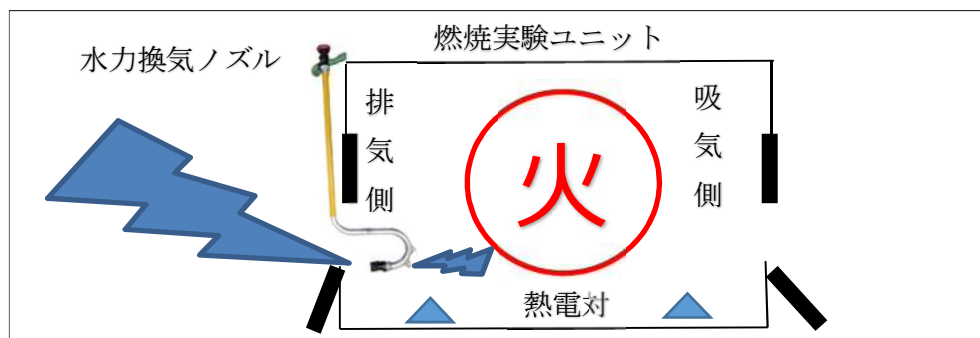 燃焼実験ユニット
水力換気ノズル
排気側
火
吸気側
熱電対